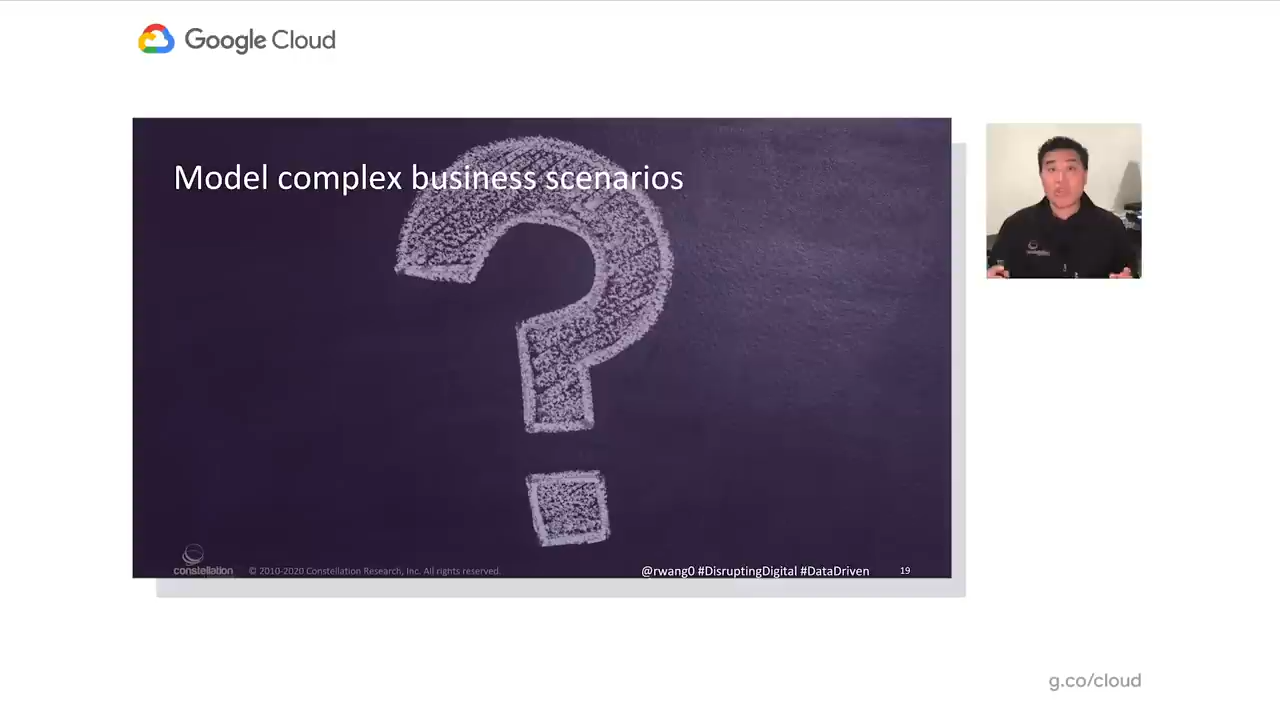 Google Cloud
Model complex business scenarios
constellation
© 2010-2020 Constellation Research, Inc. All rights reserved.
@rwang0 #DisruptingDigital #DataDriven
19
g.co/cloud